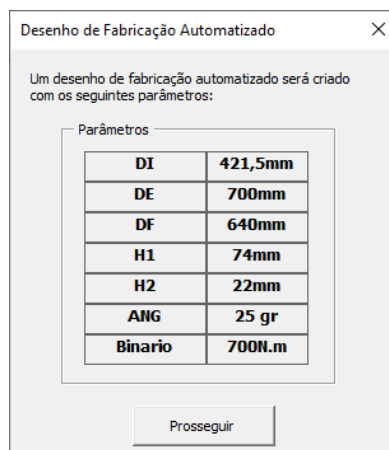 Desenho de Fabricação Automatizado
Um desenho de fabricação automatizado será criado
com os seguintes parâmetros:
Parâmetros
DI 421,5mm
DE 700mm
DF 640mm
H1 74mm
H2 22mm
ANG 25 gr
Binario 700N.m
Prosseguir